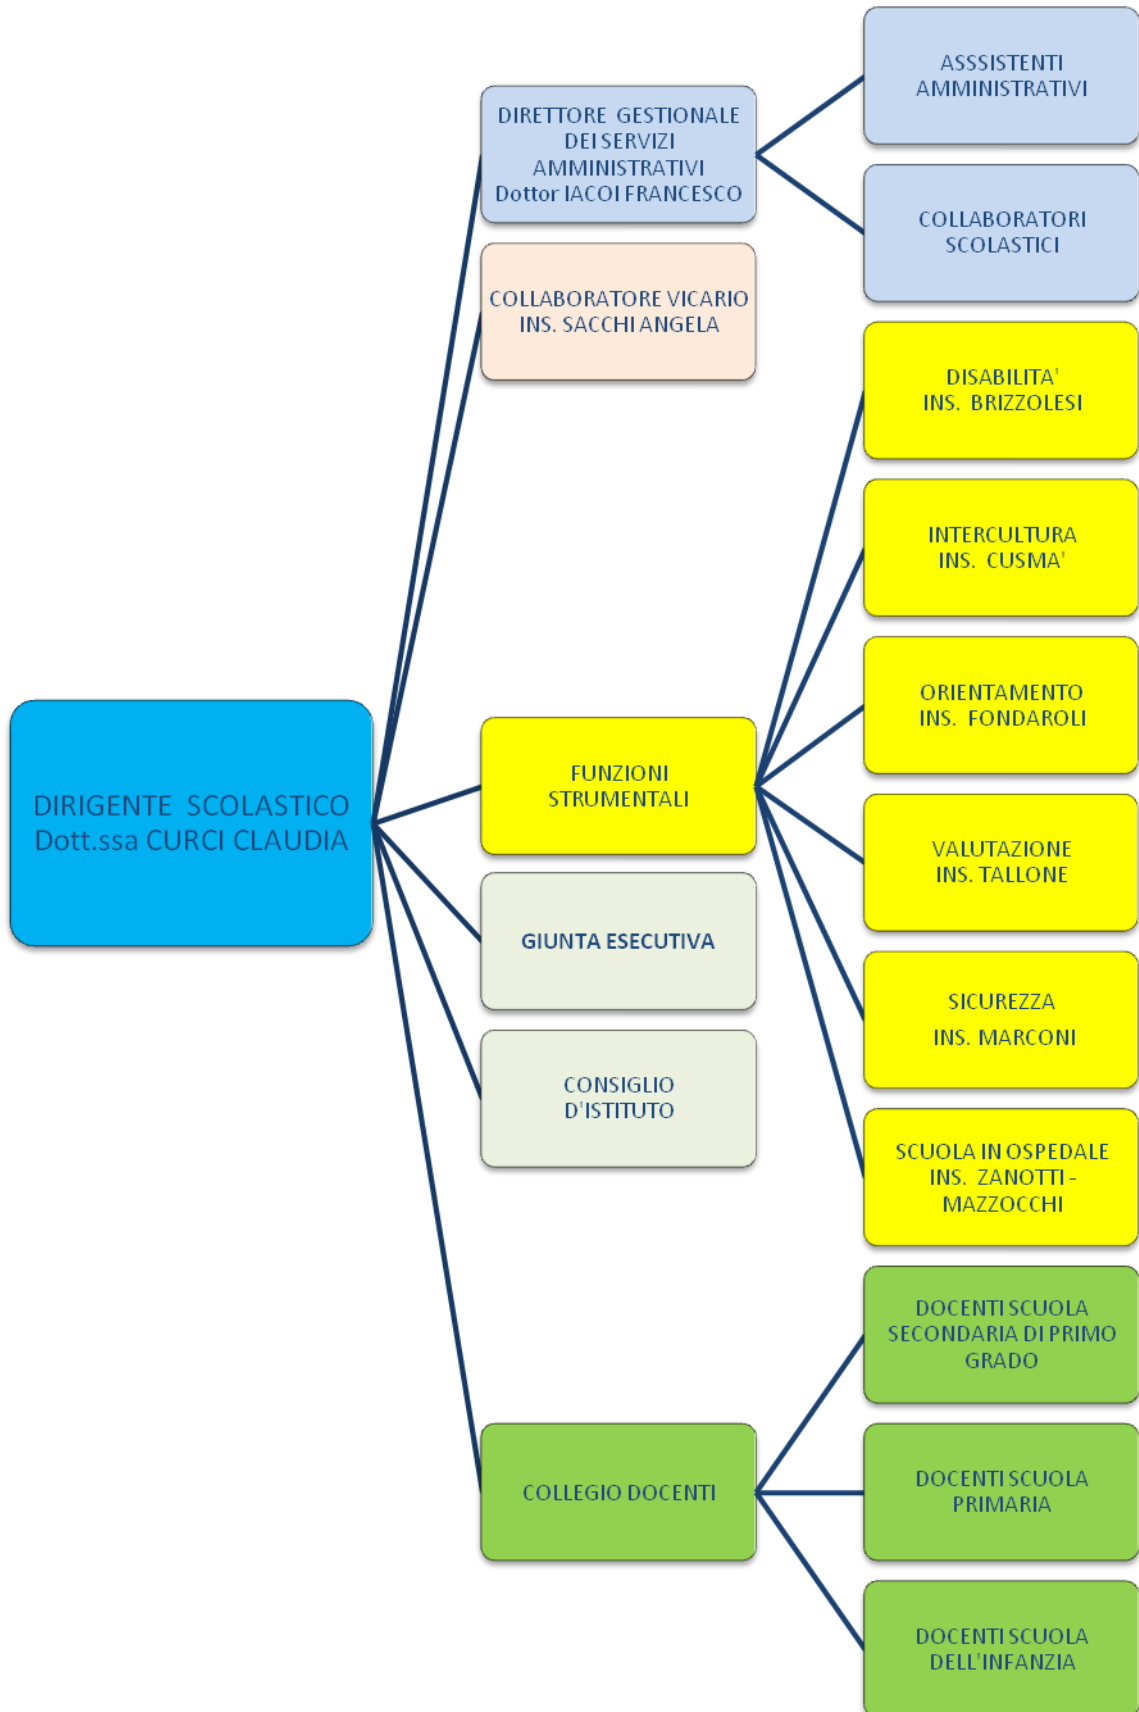 ASSSISTENTI
AMMINISTRATIVI
DIRETTORE GESTIONALE
DEI SERVIZI
AMMINISTRATIVI
Dottor IACOI FRANCESCO
COLLABORATORI
SCOLASTICI
COLLABORATORE VICARIO
INS. SACCHI ANGELA
DISABILITA'
INS. BRIZZOLESI
INTERCULTURA
INS. CUSMA'
ORIENTAMENTO
INS. FONDAROLI
DIRIGENTE SCOLASTICO
Dott.ssa CURCI CLAUDIA
FUNZIONI
STRUMENTALI
VALUTAZIONE
INS. TALLONE
GIUNTA ESECUTIVA
SICUREZZA
INS. MARCONI
CONSIGLIO
D'ISTITUTO
SCUOLA IN OSPEDALE
INS. ZANOTTI -
MAZZOCCHI
DOCENTI SCUOLA
SECONDARIA DI PRIMO
GRADO
COLLEGIO DOCENTI
DOCENTI SCUOLA
PRIMARIA
DOCENTI SCUOLA
DELL'INFANZIA